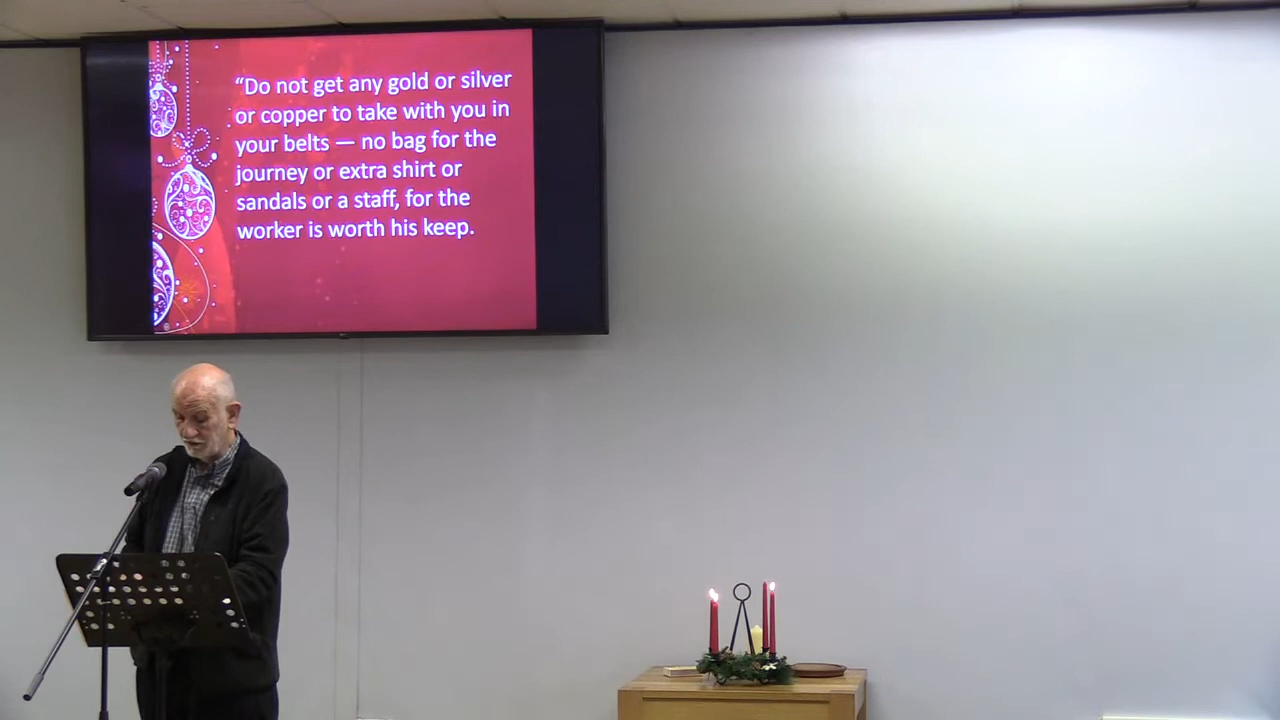 “Do not get any gold or silver
or copper to take with you in
your belts — no bag for the
journey or extra shirt or
sandals or a staff, for the
worker is worth his keep.